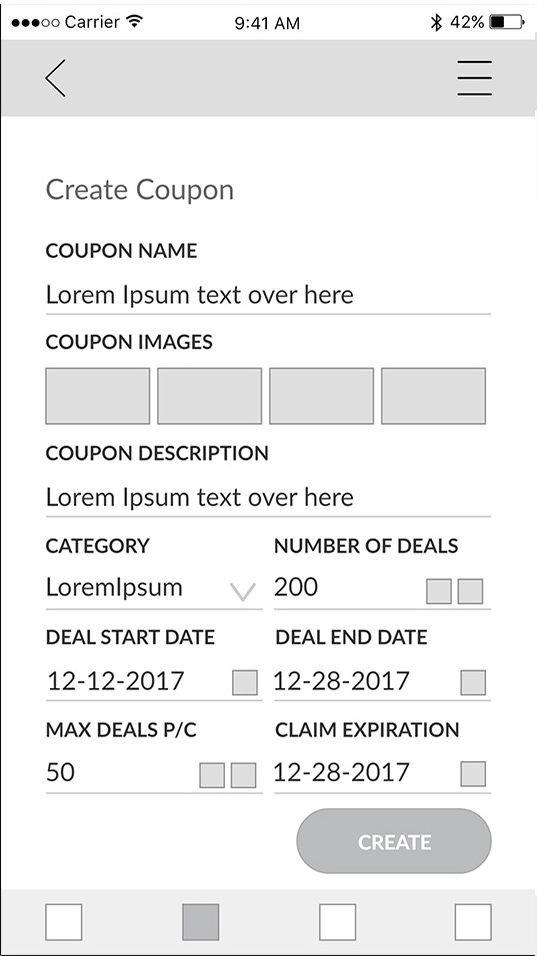 Carrier 9:41 AM 42%
Create Coupon
COUPON NAME
Lorem Ipsum text over here
COUPON IMAGES
COUPON DESCRIPTION
Lorem Ipsum text over here
CATEGORY NUMBER OF DEALS
LoremIpsum 200
DEAL START DATE DEAL END DATE
12-12-2017 12-28-2017
MAX DEALS P/C CLAIM EXPIRATION
50 12-28-2017
CREATE